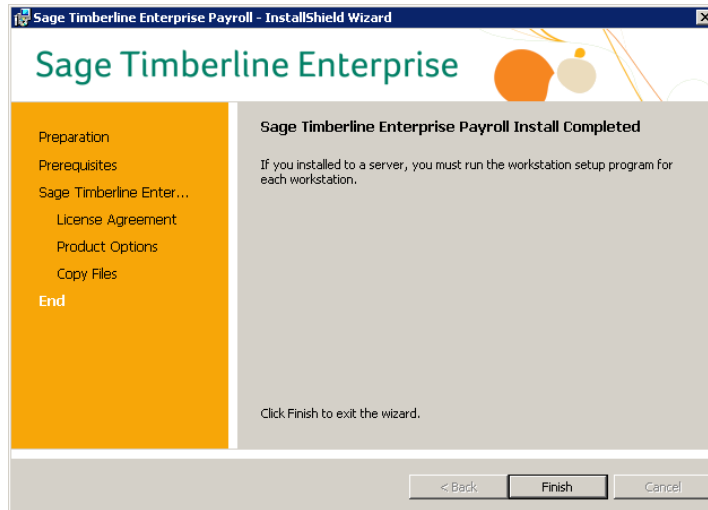 Sage Timberline Enterprise Payroll - InstallShield Wizard
Sage Timberline Enterprise
Preparation
Prerequisites
Sage Timberline Enter...
License Agreement
Product Options
Copy Files
End
Sage Timberline Enterprise Payroll Install Completed
If you installed to a server, you must run the workstation setup program for
each workstation.
Click Finish to exit the wizard.
< Back
Finish
Cancel